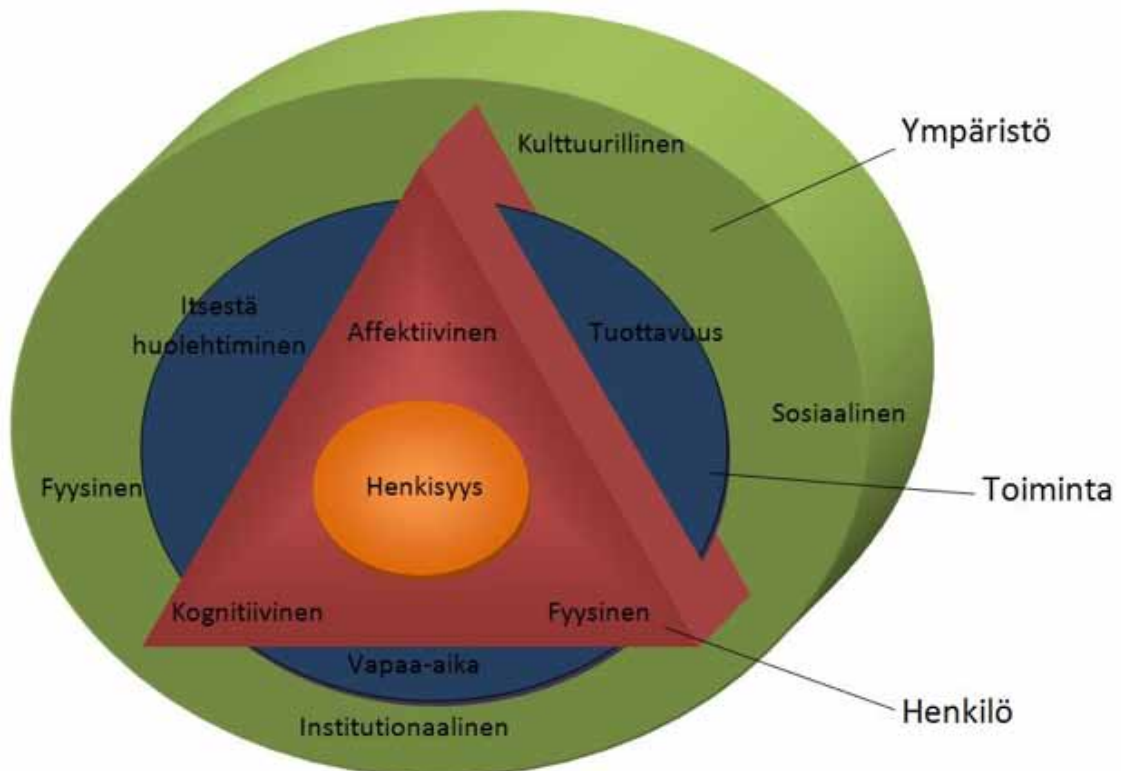 Ympäristö
Kulttuurillinen
Itsestä
huolehtiminen
Affektiivinen
Tuottavuus
Sosiaalinen
Fyysinen
Henkisyys
Toiminta
Kognitiivinen
Fyysinen
Vapaa-aika
Institutionaalinen
Henkilö